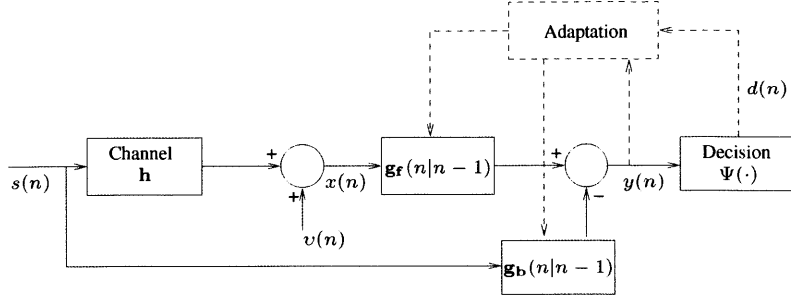 Adaptation
d(n)
Channel
h
+
+
x(n)
g_f(n|n − 1)
+
−
y(n)
Decision
Ψ(·)
s(n)
υ(n)
g_b(n|n − 1)